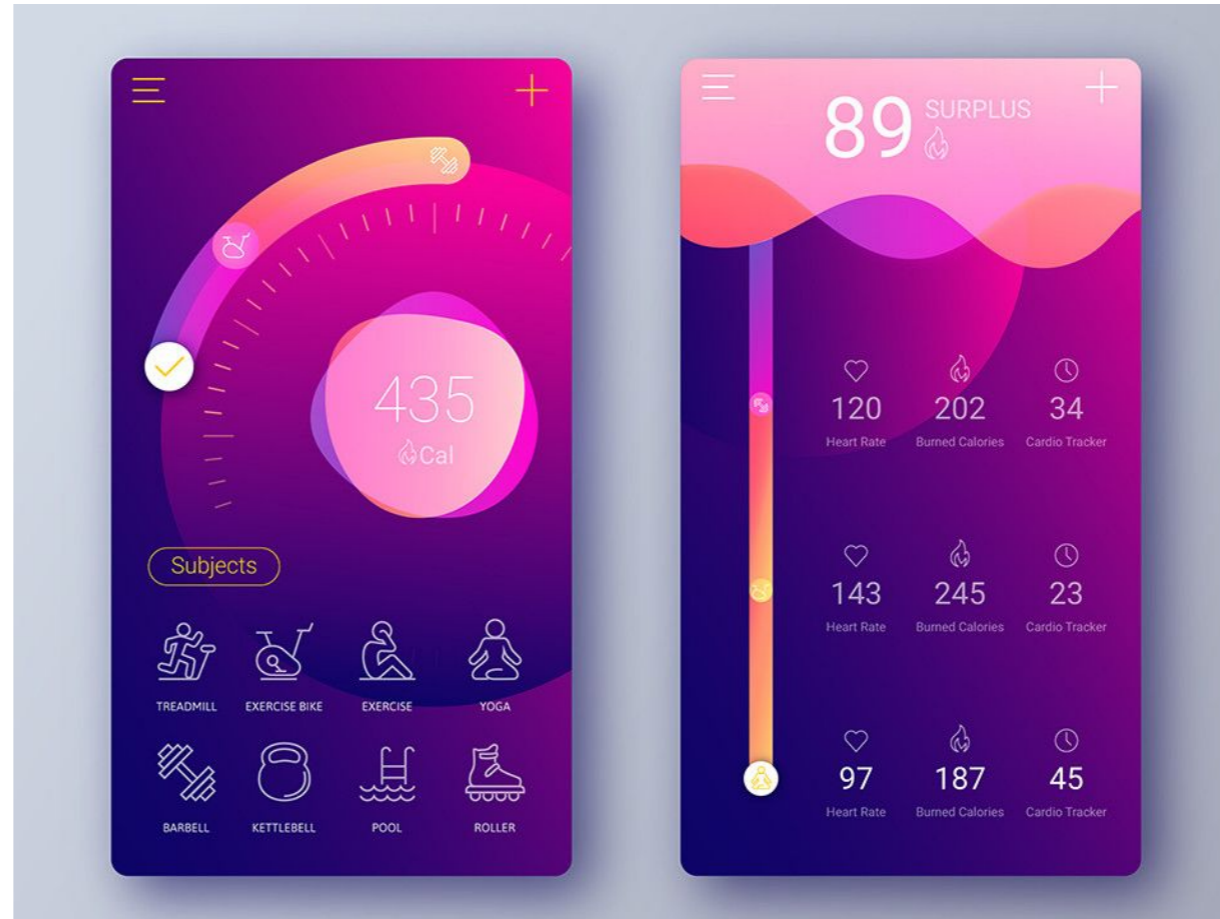 435
Cal
Subjects
TREADMILL EXERCISE BIKE EXERCISE YOGA
BARBELL KETTLEBELL POOL ROLLER
89 SURPLUS
120 202 34
Heart Rate Burned Calories Cardio Tracker
143 245 23
Heart Rate Burned Calories Cardio Tracker
97 187 45
Heart Rate Burned Calories Cardio Tracker